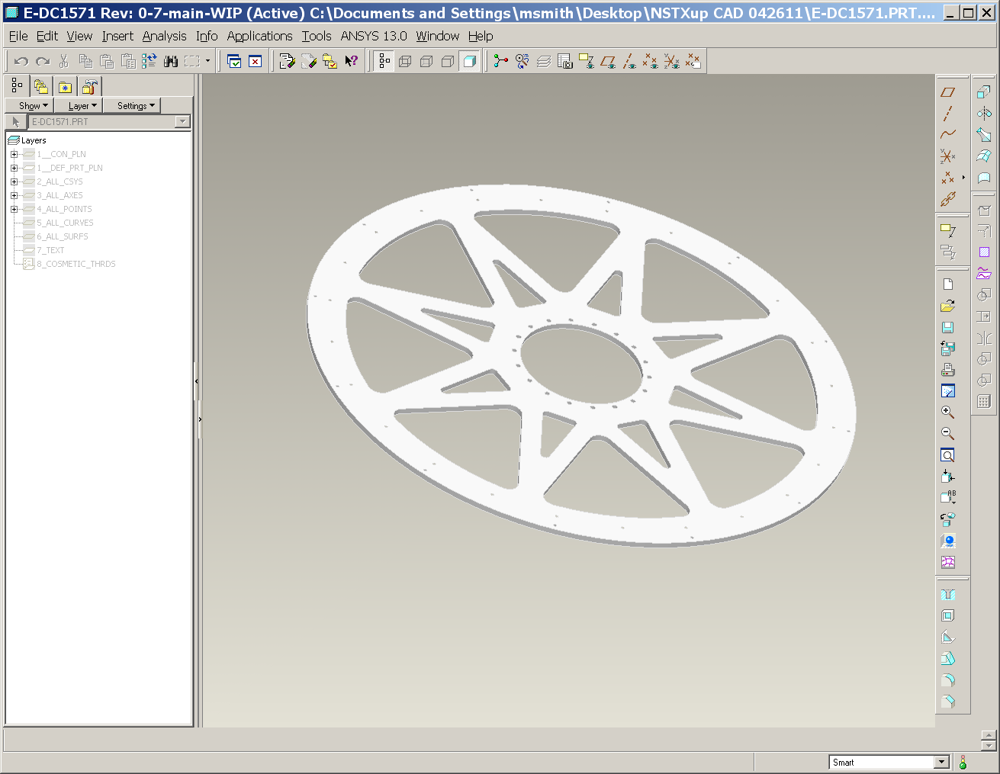 E-DC1571 Rev: 0-7-main-WIP (Active) C:\Documents and Settings\msmith\Desktop\NSTXup CAD 042611\E-DC1571.PRT....
File Edit View Insert Analysis Info Applications Tools ANSYS 13.0 Window Help
Show Layer Settings
E-DC1571.PRT
Layers
1__CON_PLN
1__DEF_PRT_PLN
2_ALL_CSYS
3_ALL_AXES
4_ALL_POINTS
5_ALL_CURVES
6_ALL_SURFS
7_TEXT
8_COSMETIC_THRDS
AB
Smart